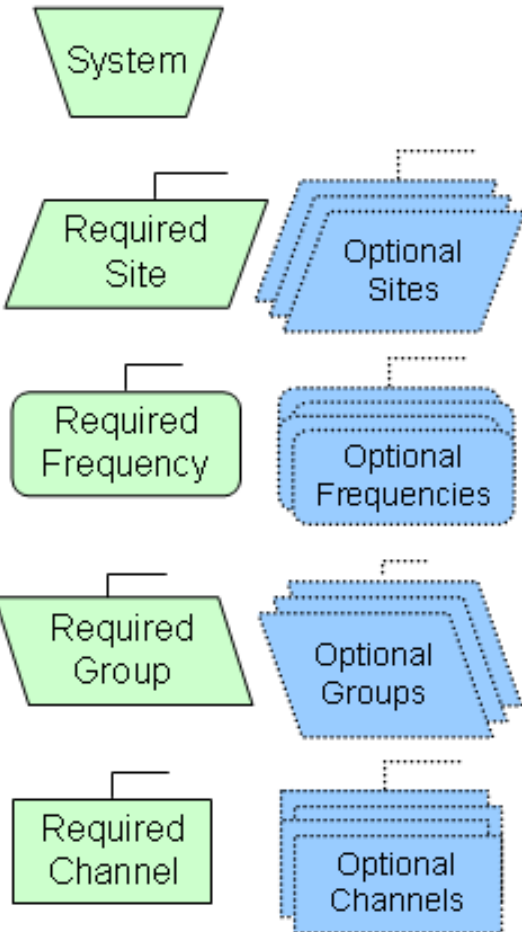 System
Required
Site
Optional
Sites
Required
Frequency
Optional
Frequencies
Required
Group
Optional
Groups
Required
Channel
Optional
Channels